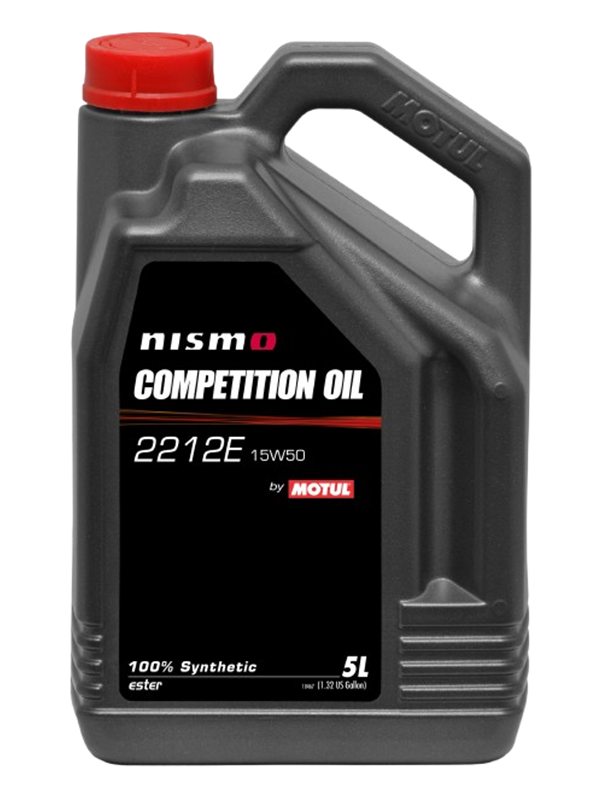 MOTUL
nismo
COMPETITION OIL
2212E 15W50
by MOTUL
100% Synthetic
5L
ester
(1.32 US Gallon)